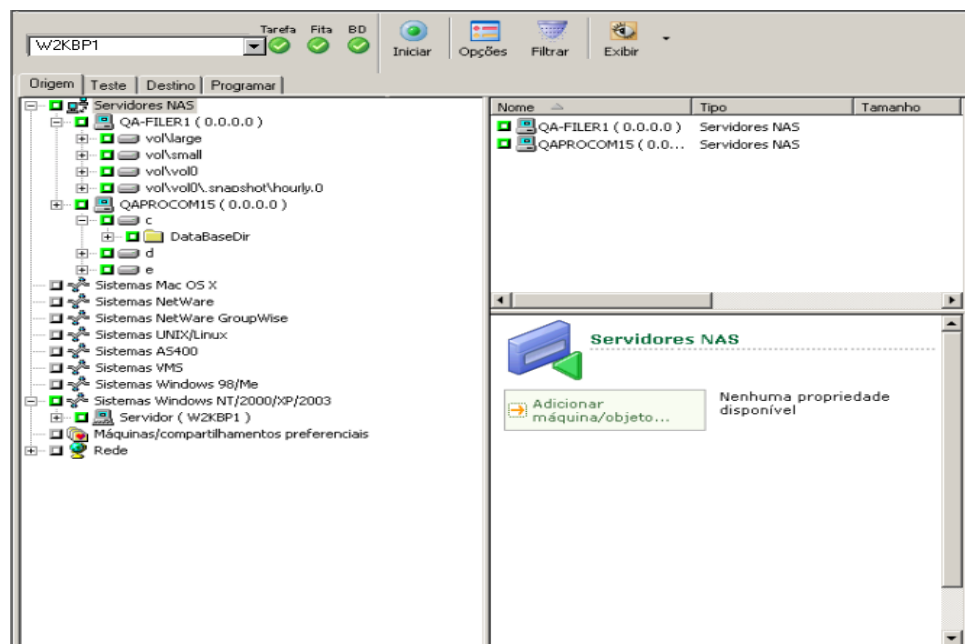 Tarefa Fita BD
W2KBP1
Iniciar
Opções
Filtrar
Exibir
Origem
Teste
Destino
Programar
Servidores NAS
QA-FILER1 ( 0.0.0.0 )
vol\large
vol\small
vol\vol0
vol\vol0\.snapshot\hourly.0
QAPROCOM15 ( 0.0.0.0 )
c
DataBaseDir
d
e
Sistemas Mac OS X
Sistemas NetWare
Sistemas NetWare GroupWise
Sistemas UNIX/Linux
Sistemas AS400
Sistemas VMS
Sistemas Windows 98/Me
Sistemas Windows NT/2000/XP/2003
Servidor ( W2KBP1 )
Máquinas/compartilhamentos preferenciais
Rede
Nome Tipo Tamanho
QA-FILER1 ( 0.0.0.0 ) Servidores NAS
QAPROCOM15 ( 0.0... Servidores NAS
Servidores NAS
Adicionar
máquina/objeto...
Nenhuma propriedade
disponível